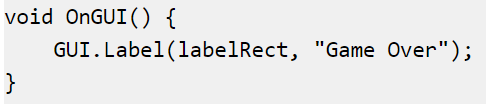 void OnGUI() {
    GUI.Label(labelRect, "Game Over");
}